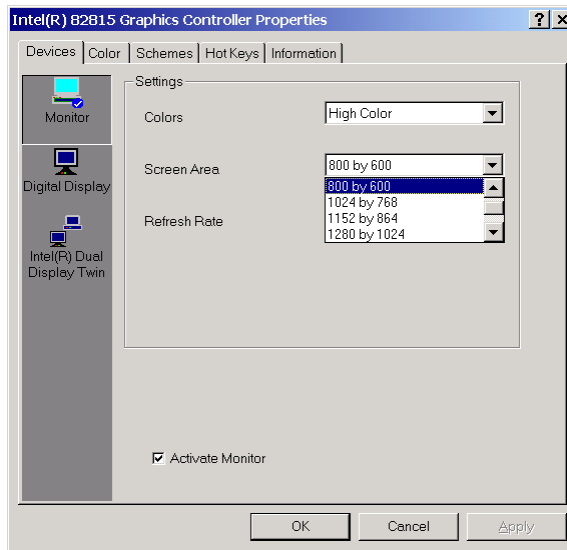 Intel(R) 82815 Graphics Controller Properties
Devices
Color
Schemes
Hot Keys
Information
Monitor
Digital Display
Intel(R) Dual
Display Twin
Settings
Colors
High Color
Screen Area
800 by 600
800 by 600
1024 by 768
1152 by 864
1280 by 1024
Refresh Rate
Activate Monitor
OK
Cancel
Apply